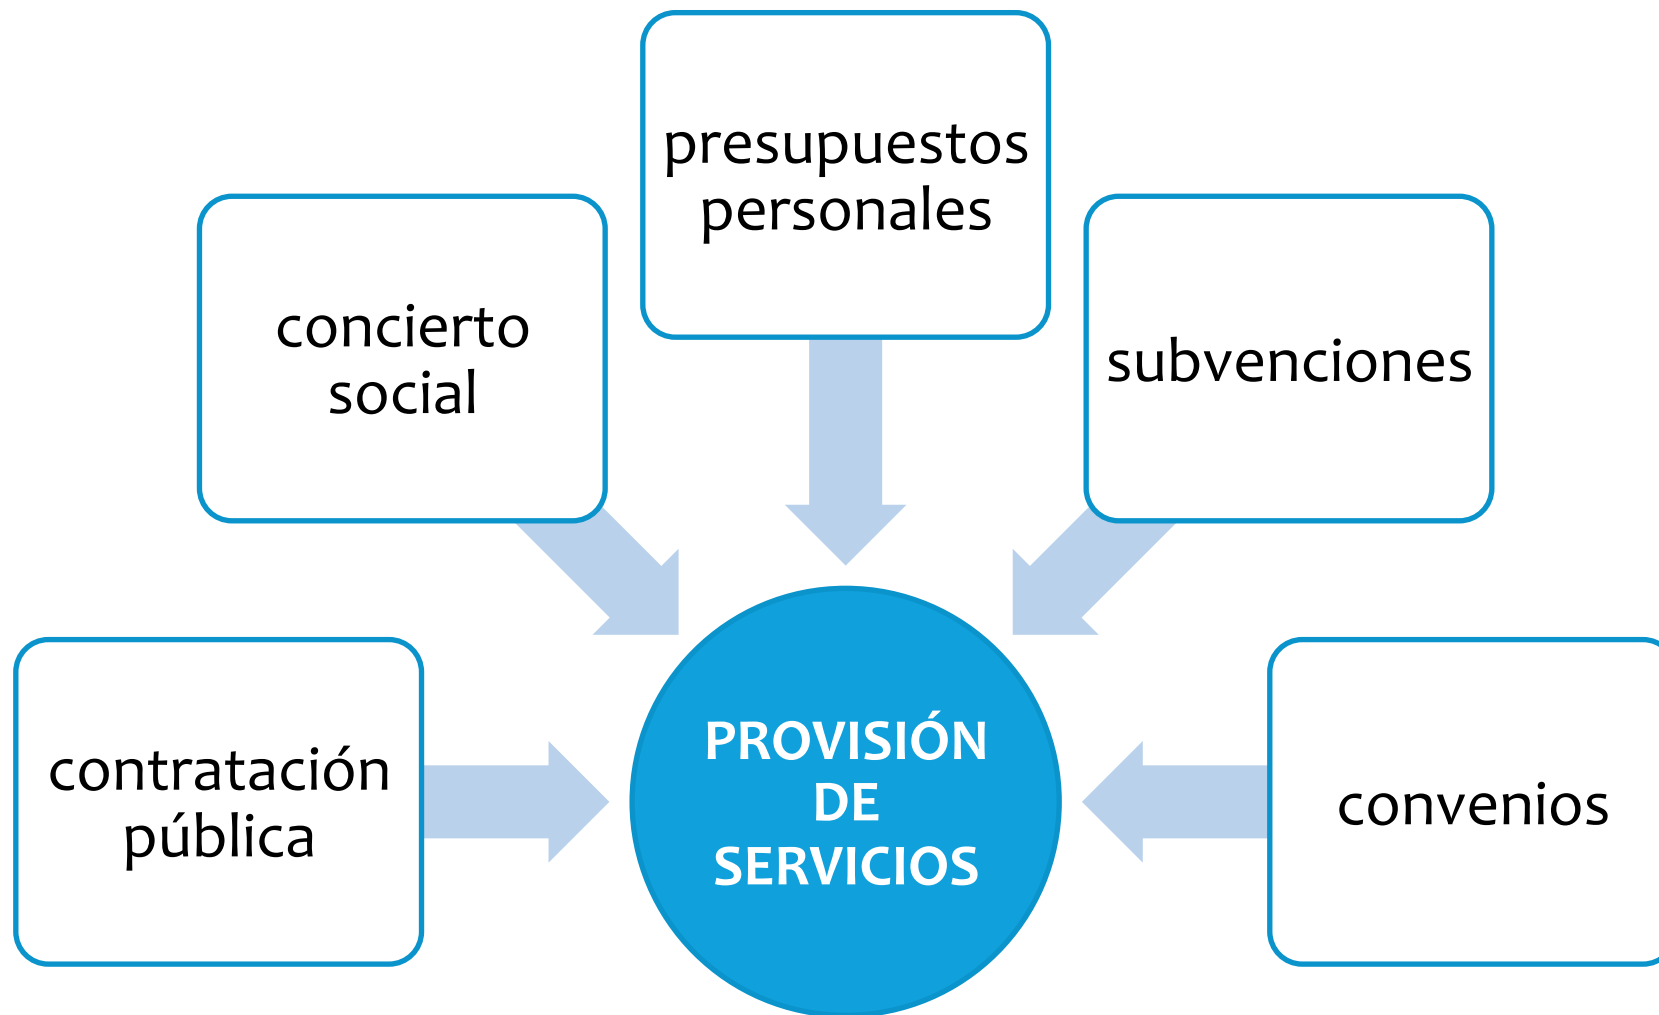 presupuestos
personales
concierto
social
subvenciones
contratación
pública
PROVISIÓN
DE
SERVICIOS
convenios